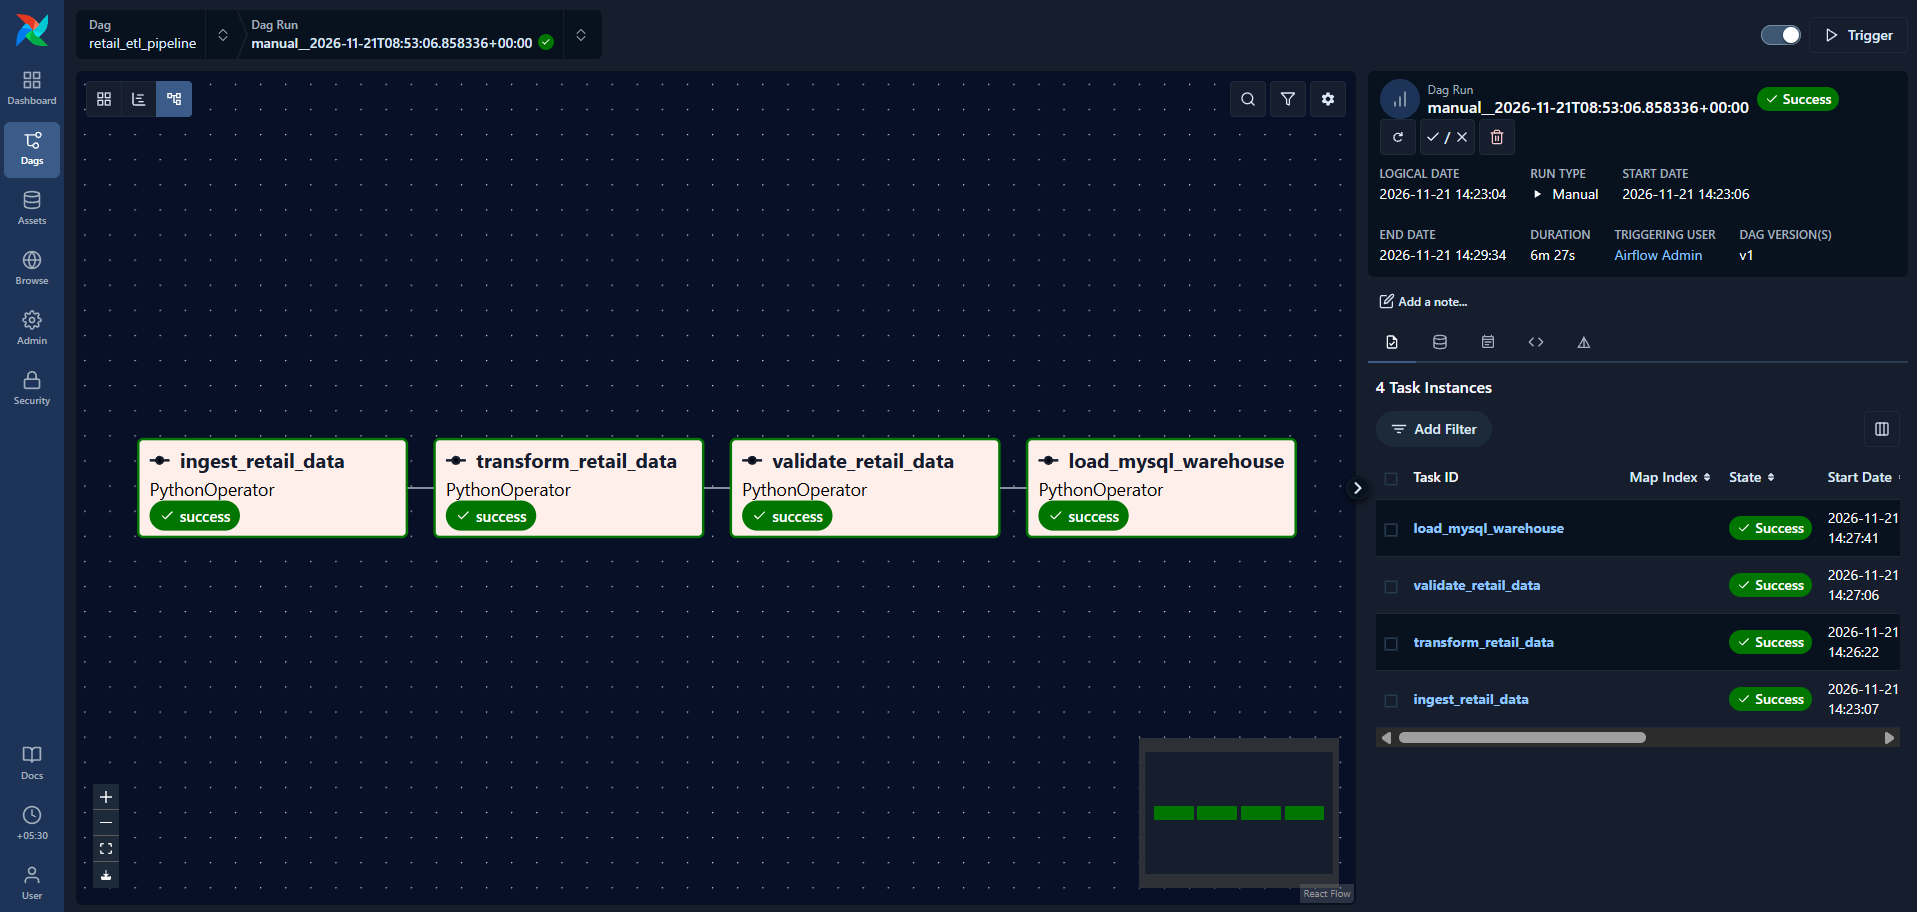 Dag
retail_etl_pipeline
Dag Run
manual__2026-11-21T08:53:06.858336+00:00
Trigger
Dashboard
Dags
Assets
Browse
Admin
Security
Docs
+05:30
User
ingest_retail_data
PythonOperator
success
transform_retail_data
PythonOperator
success
validate_retail_data
PythonOperator
success
load_mysql_warehouse
PythonOperator
success
React Flow
Dag Run
manual__2026-11-21T08:53:06.858336+00:00
Success
/
LOGICAL DATE
2026-11-21 14:23:04
RUN TYPE
Manual
START DATE
2026-11-21 14:23:06
END DATE
2026-11-21 14:29:34
DURATION
6m 27s
TRIGGERING USER
Airflow Admin
DAG VERSION(S)
v1
Add a note...
4 Task Instances
Add Filter
Task ID Map Index State Start Date
load_mysql_warehouse Success 2026-11-21
14:27:41
validate_retail_data Success 2026-11-21
14:27:06
transform_retail_data Success 2026-11-21
14:26:22
ingest_retail_data Success 2026-11-21
14:23:07